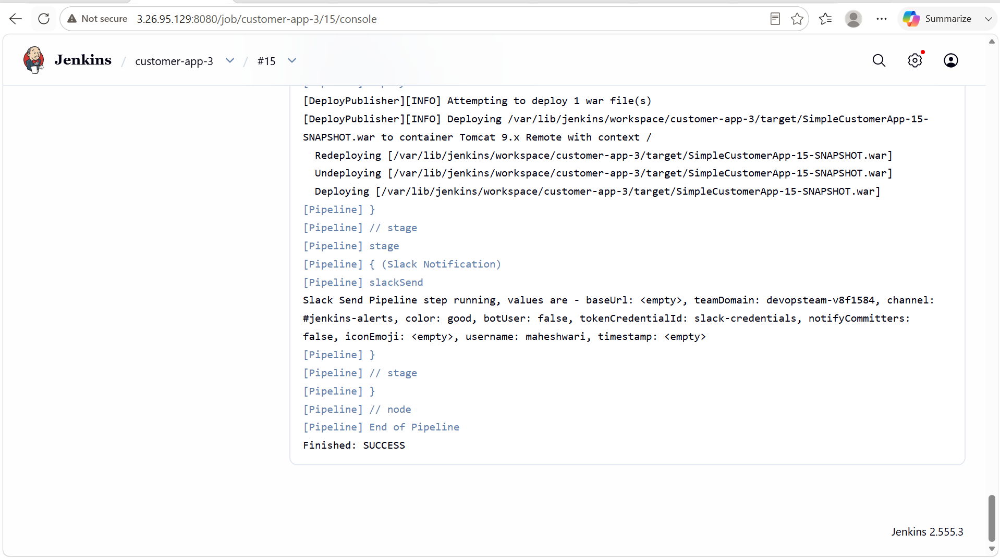 Not secure 3.26.95.129:8080/job/customer-app-3/15/console
Summarize
Jenkins / customer-app-3 / #15
[DeployPublisher][INFO] Attempting to deploy 1 war file(s)
[DeployPublisher][INFO] Deploying /var/lib/jenkins/workspace/customer-app-3/target/SimpleCustomerApp-15-
SNAPSHOT.war to container Tomcat 9.x Remote with context /
Redeploying [/var/lib/jenkins/workspace/customer-app-3/target/SimpleCustomerApp-15-SNAPSHOT.war]
Undeploying [/var/lib/jenkins/workspace/customer-app-3/target/SimpleCustomerApp-15-SNAPSHOT.war]
Deploying [/var/lib/jenkins/workspace/customer-app-3/target/SimpleCustomerApp-15-SNAPSHOT.war]
[Pipeline] }
[Pipeline] // stage
[Pipeline] stage
[Pipeline] { (Slack Notification)
[Pipeline] slackSend
Slack Send Pipeline step running, values are - baseUrl: <empty>, teamDomain: devopsteam-v8f1584, channel:
#jenkins-alerts, color: good, botUser: false, tokenCredentialId: slack-credentials, notifyCommitters:
false, iconEmoji: <empty>, username: maheshwari, timestamp: <empty>
[Pipeline] }
[Pipeline] // stage
[Pipeline] }
[Pipeline] // node
[Pipeline] End of Pipeline
Finished: SUCCESS
Jenkins 2.555.3